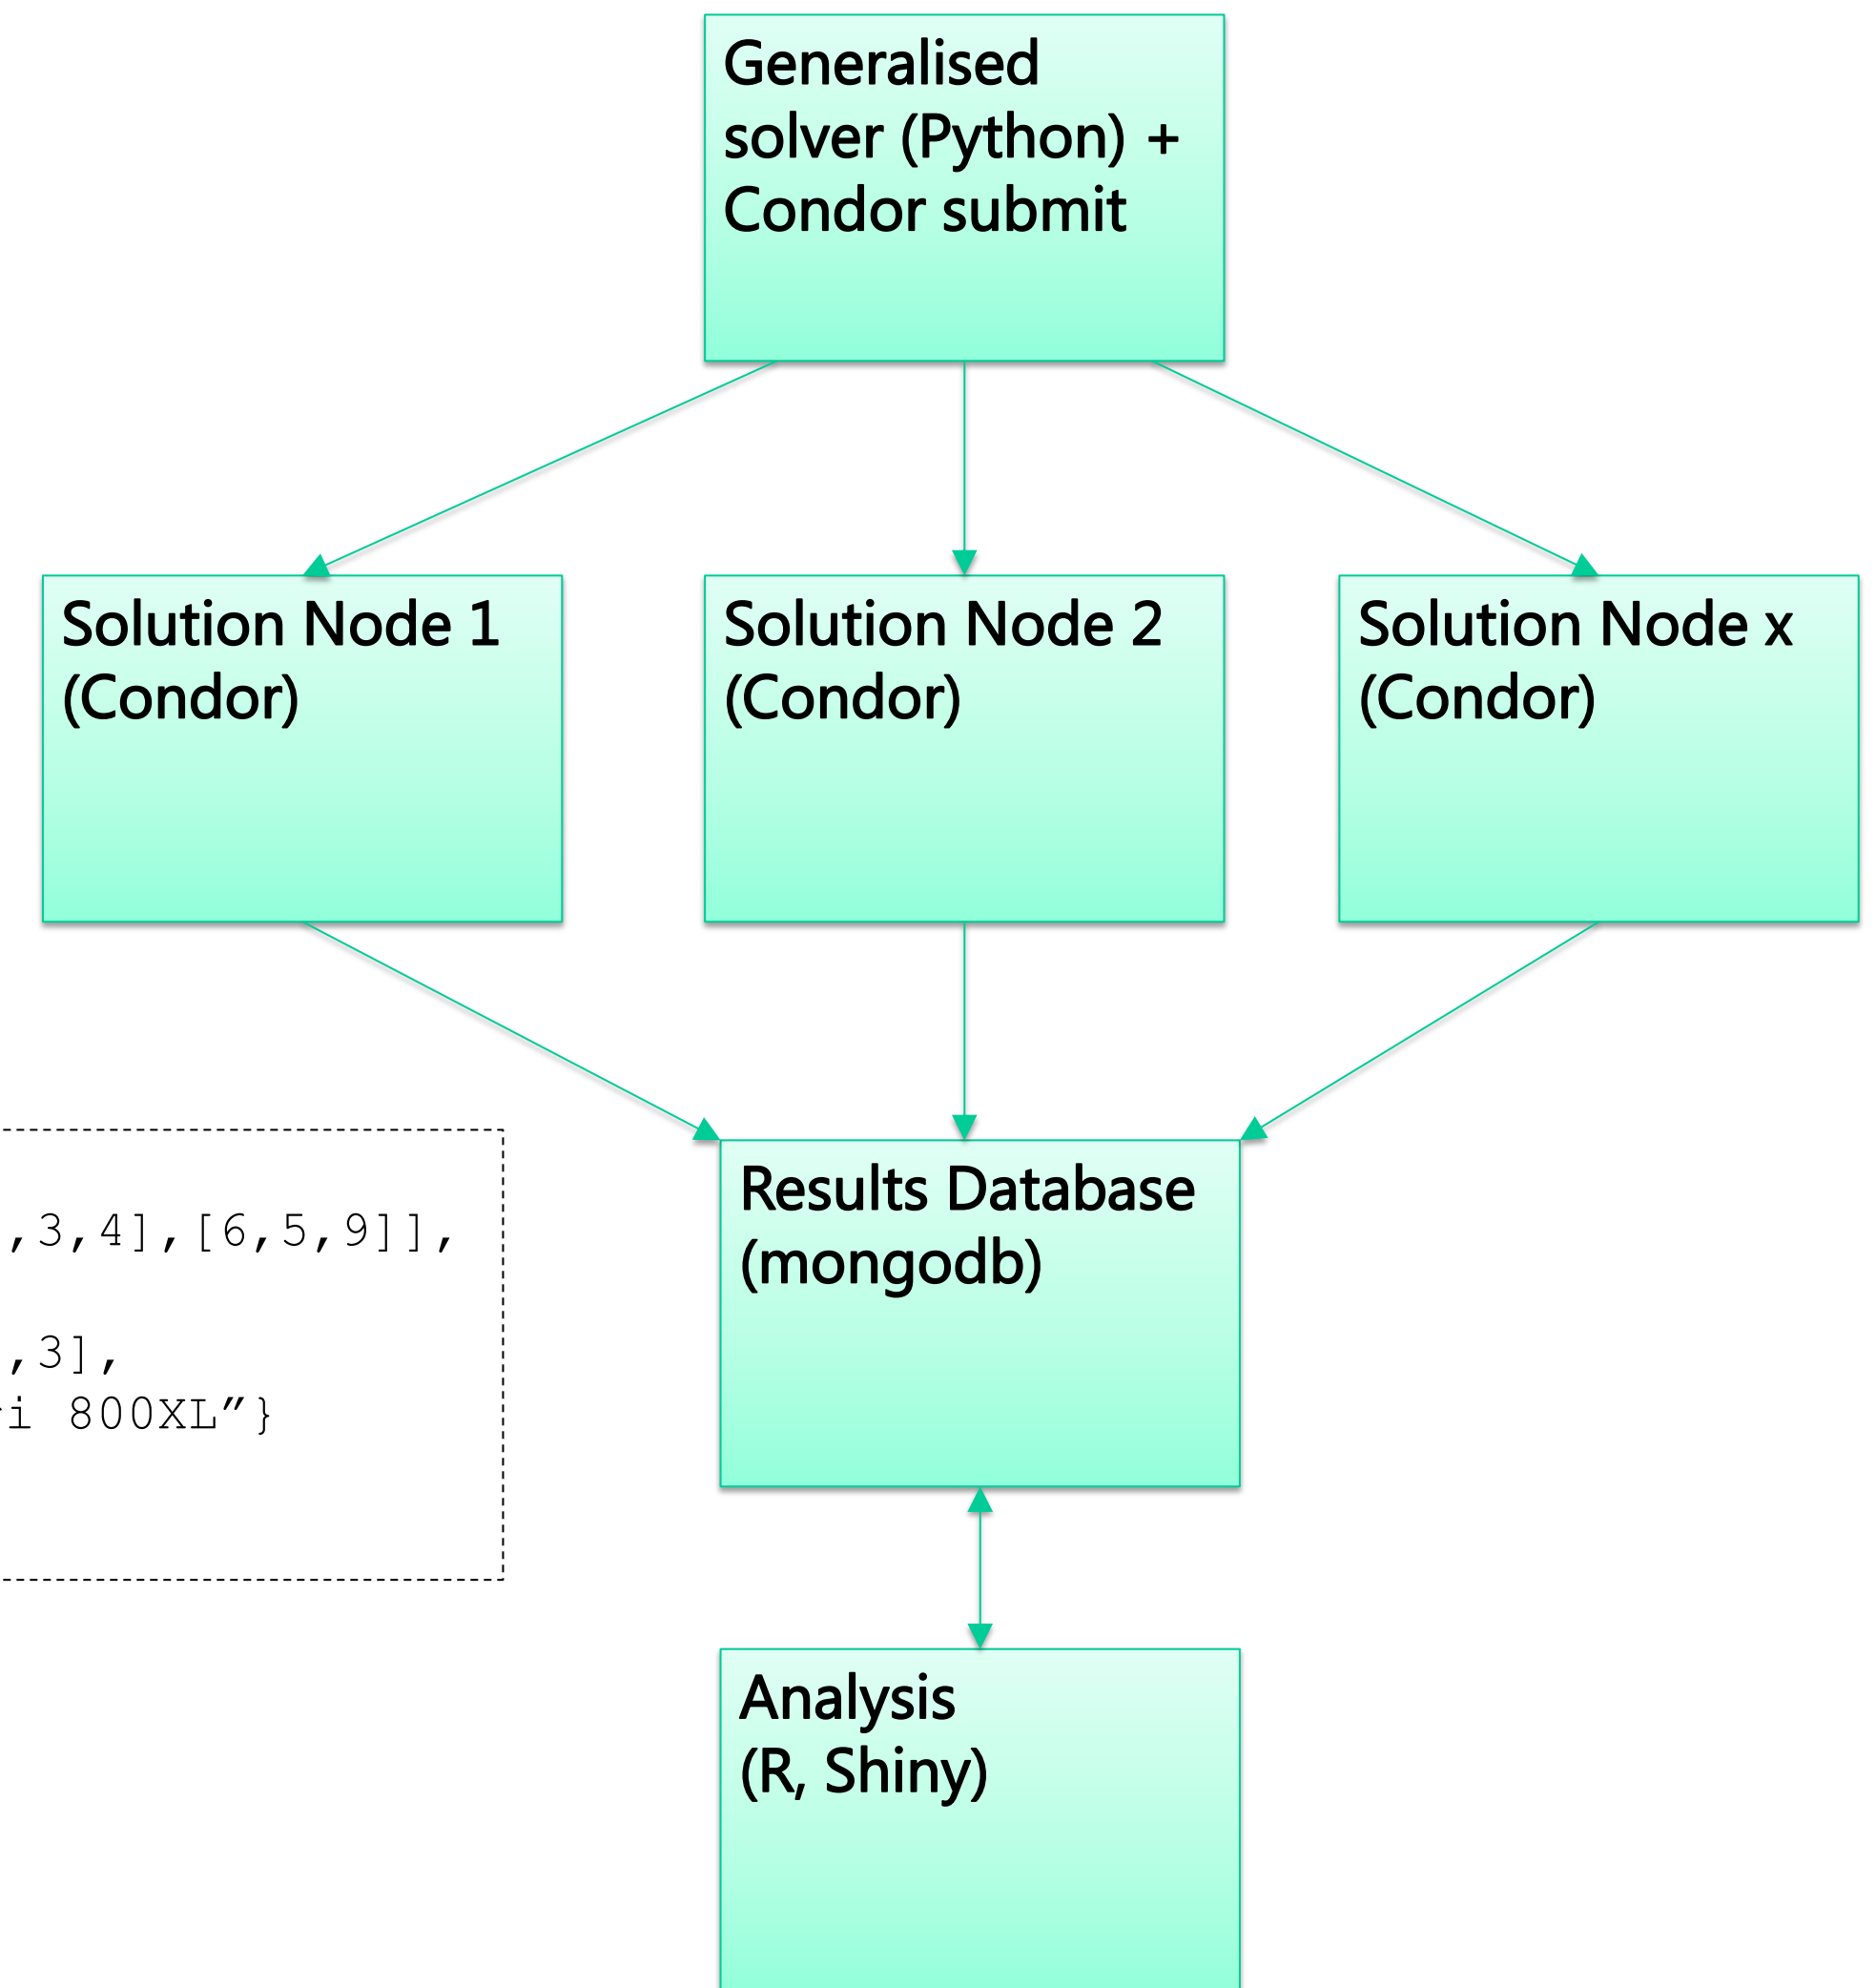 Generalised
solver (Python) +
Condor submit
Solution Node 1
(Condor)
Solution Node 2
(Condor)
Solution Node x
(Condor)
,3,4],[6,5,9]],
,3],
i 800XL”}
Results Database
(mongodb)
Analysis
(R, Shiny)